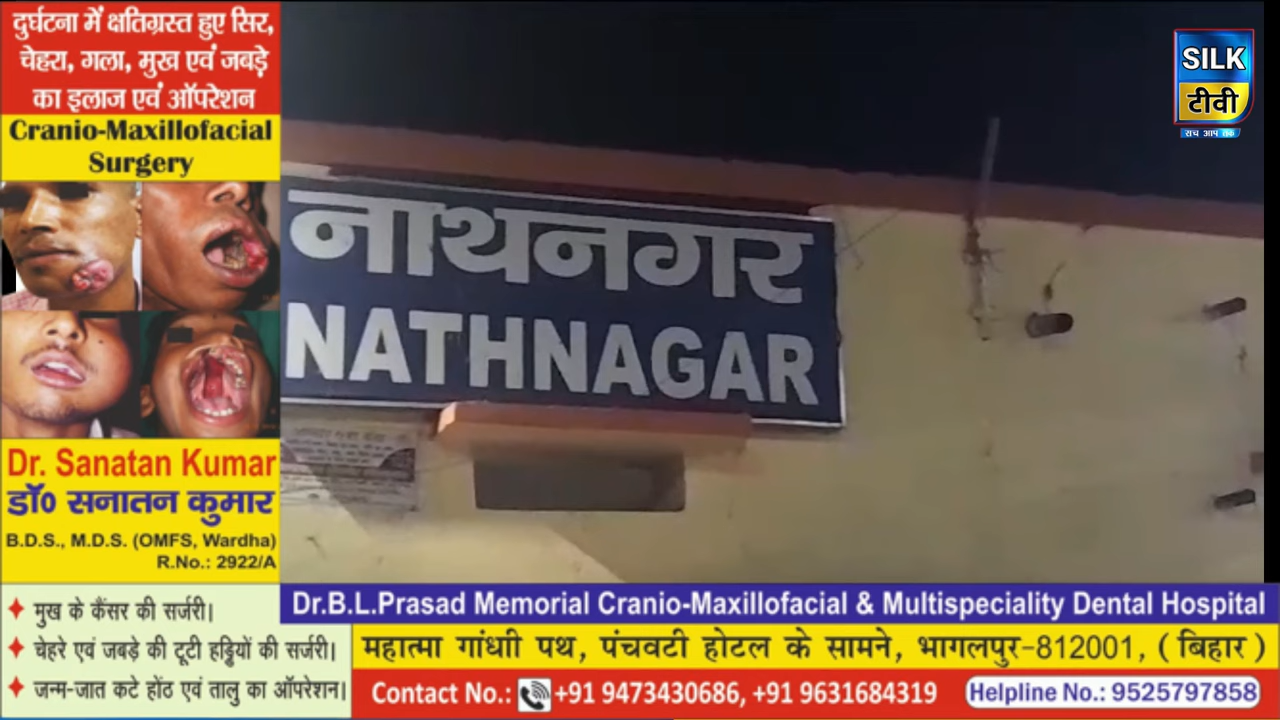 दुर्घटना में क्षतिग्रस्त हुए सिर,
चेहरा, गला, मुख एवं जबड़े
का इलाज एवं ऑपरेशन
Cranio-Maxillofacial
Surgery
Dr. Sanatan Kumar
डॉ० सनातन कुमार
B.D.S., M.D.S. (OMFS, Wardha)
R.No.: 2922/A
मुख के कैंसर की सर्जरी।
चेहरे एवं जबड़े की टूटी हड्डियों की सर्जरी।
जन्म-जात कटे होंठ एवं तालु का ऑपरेशन।
नाथनगर
NATHNAGAR
SILK
टीवी
सच आप तक
Dr.B.L.Prasad Memorial Cranio-Maxillofacial & Multispeciality Dental Hospital
महात्मा गांधाी पथ, पंचवटी होटल के सामने, भागलपुर-812001, ( बिहार )
Contact No.: +91 9473430686, +91 9631684319
Helpline No.: 9525797858